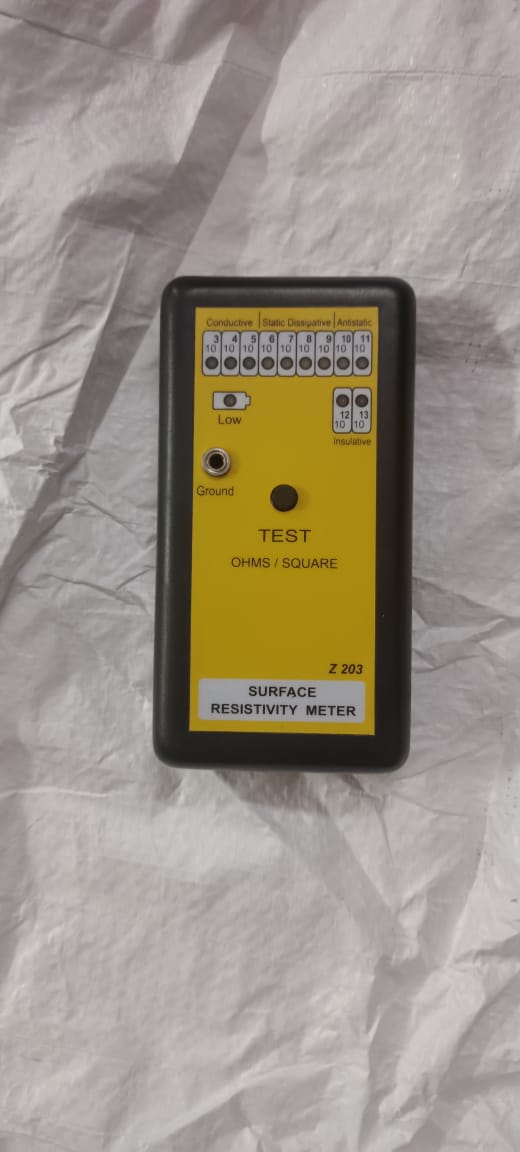 Conductive | Static Dissipative | Antistatic
3 4 5 6 7 8 9 10 11
10 10 10 10 10 10 10 10 10
Low
12 13
10 10
Insulative
Ground
TEST
OHMS / SQUARE
Z 203
SURFACE
RESISTIVITY METER